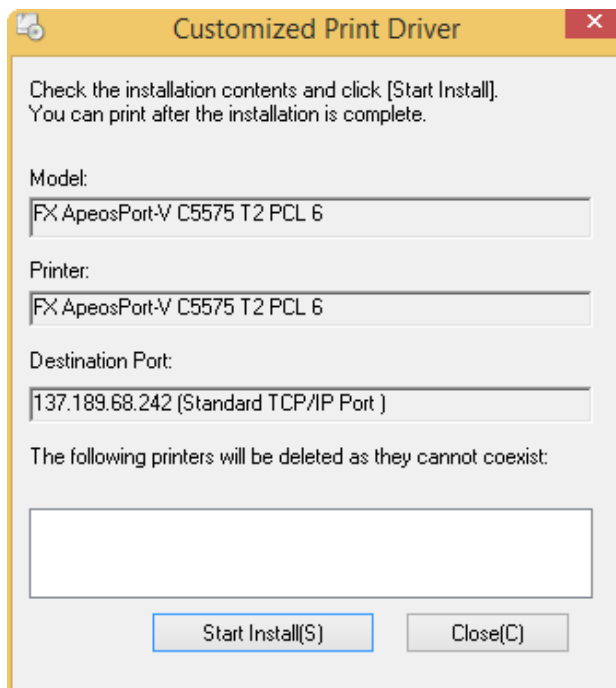 Customized Print Driver
Check the installation contents and click [Start Install].
You can print after the installation is complete.
Model:
FX ApeosPort-V C5575 T2 PCL 6
Printer:
FX ApeosPort-V C5575 T2 PCL 6
Destination Port:
137.189.68.242 (Standard TCP/IP Port )
The following printers will be deleted as they cannot coexist:
Start Install(S)
Close(C)